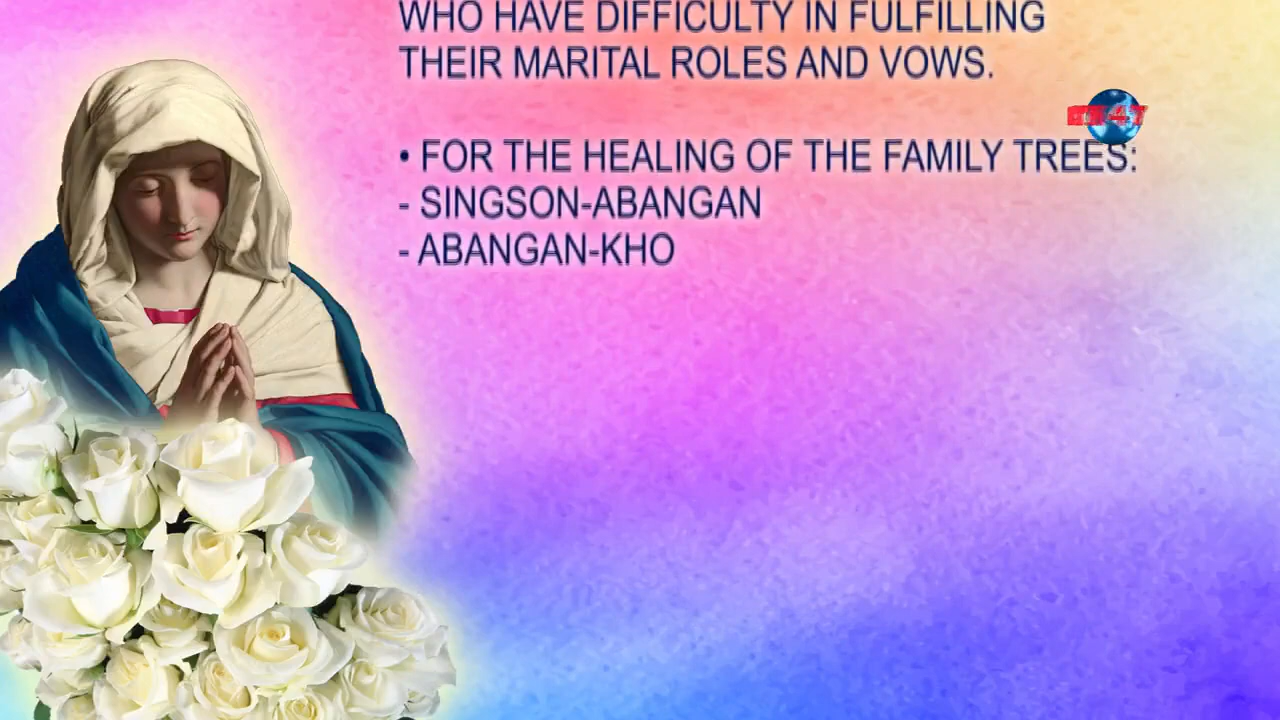 WHO HAVE DIFFICULTY IN FULFILLING
THEIR MARITAL ROLES AND VOWS.
• FOR THE HEALING OF THE FAMILY TREES:
- SINGSON-ABANGAN
- ABANGAN-KHO